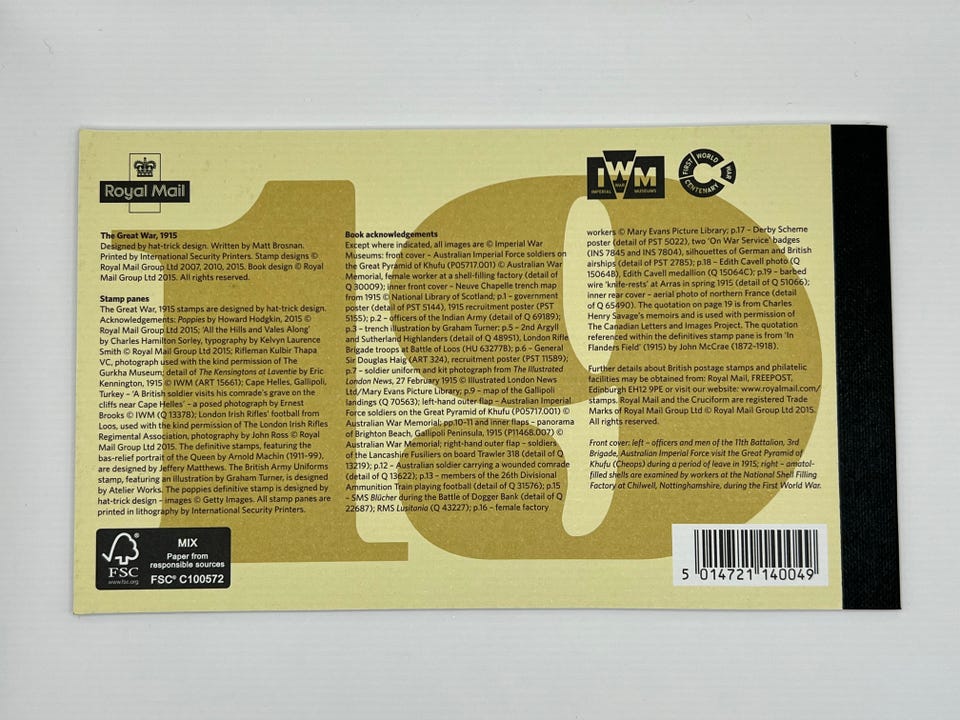 Royal Mail
The Great War, 1915
Designed by hat-trick design. Written by Matt Brosnan.
Printed by International Security Printers. Stamp designs ©
Royal Mail Group Ltd 2007, 2010, 2015. Book design © Royal
Mail Group Ltd 2015. All rights reserved.
Stamp panes
The Great War, 1915 stamps are designed by hat-trick design.
Acknowledgements: Poppies by Howard Hodgkin, 2015 ©
Royal Mail Group Ltd 2015; 'All the Hills and Vales Along'
by Charles Hamilton Sorley, typography by Kelvyn Laurence
Smith © Royal Mail Group Ltd 2015; Rifleman Kulbir Thapa
VC, photograph used with the kind permission of The
Gurkha Museum; detail of The Kensingtons at Laventie by Eric
Kennington, 1915 © IWM (ART 15661); Cape Helles, Gallipoli,
Turkey – 'A British soldier visits his comrade's grave on the
cliffs near Cape Helles' – a posed photograph by Ernest
Brooks © IWM (Q 13378); London Irish Rifles' football from
Loos, used with the kind permission of The London Irish Rifles
Regimental Association, photography by John Ross © Royal
Mail 2015. The definitive stamps, featuring the
bas-relief portrait of the Queen by Arnold Machin (1911–99),
are designed by Jeffery Matthews. The British Army Uniforms
stamp, featuring an illustration by Graham Turner, is designed
by Atelier Works. The poppies definitive stamp is designed by
hat-trick design – images © Getty Images. All stamp panes are
printed in lithography by International Security Printers.
FSC
www.fsc.org
MIX
Paper from
responsible sources
FSC® C100572
19
Book acknowledgements
Except where indicated, all images are © Imperial War
Museums: front cover – Australian Imperial Force soldiers on
the Great Pyramid of Khufu (P05717.001) © Australian War
Memorial, female worker at a shell-filling factory (detail of
Q 30009); inner front cover – Neuve Chapelle trench map
from 1915 © National Library of Scotland; p.1 – government
poster (detail of PST 5144), 1915 recruitment poster (PST
5155); p.2 – officers of the Indian Army (detail of Q 69189);
p.3 – trench illustration by Graham Turner; p.5 – 2nd Argyll
and Sutherland Highlanders (detail of Q 48951), London Rifle
Brigade troops at Battle of Loos (HU 63277B); p.6 – General
Sir Douglas Haig (ART 324), recruitment poster (PST 11589);
p.7 – soldier uniform and kit photograph from The Illustrated
London News, 27 February 1915 © Illustrated London News
Ltd/Mary Evans Picture Library; p.9 – map of the Gallipoli
landings (Q 70563); left-hand outer flap – Australian Imperial
Force soldiers on the Great Pyramid of Khufu (P05717.001) ©
Australian War Memorial; pp.10–11 and inner flaps – panorama
of Brighton Beach, Gallipoli Peninsula, 1915 (P11468.007) ©
Australian War Memorial; right-hand outer flap – soldiers
of the Lancashire Fusiliers on board Trawler 318 (detail of Q
13219); p.12 – Australian soldier carrying a wounded comrade
(detail of Q 13622); p.13 – members of the 26th Divisional
Ammunition Train playing football (detail of Q 31576); p.15
– SMS Blücher during the Battle of Dogger Bank (detail of Q
22687); RMS Lusitania (Q 43227); p.16 – female factory
IWM
IMPERIAL WAR MUSEUMS
FIRST WORLD WAR CENTENARY
workers © Mary Evans Picture Library; p.17 – Derby Scheme
poster (detail of PST 5022), two 'On War Service' badges
(INS 7845 and INS 7804), silhouettes of German and British
airships (detail of PST 2785); p.18 – Edith Cavell photo (Q
15064B), Edith Cavell medallion (Q 15064C); p.19 – barbed
wire 'knife-rests' at Arras in spring 1915 (detail of Q 51066);
inner rear cover – aerial photo of northern France (detail of
Q 65490). The quotation on page 19 is from Charles
Henry Savage's memoirs and is used with permission of
The Canadian Letters and Images Project. The quotation
referenced within the definitives stamp pane is from 'In
Flanders Field' (1915) by John McCrae (1872–1918).
Further details about British postage stamps and philatelic
facilities may be obtained from: Royal Mail, FREEPOST,
Edinburgh EH12 9PE or visit our website: www.royalmail.com/
stamps. Royal Mail and the Cruciform are registered Trade
Marks of Royal Mail Group Ltd © Royal Mail Group Ltd 2015.
All rights reserved.
Front cover: left – officers and men of the 11th Battalion, 3rd
Brigade, Australian Imperial Force visit the Great Pyramid of
Khufu (Cheops) during a period of leave in 1915; right – amatol-
filled shells are examined by workers of the National Shell Filling
Factory at Chilwell, Nottinghamshire, during the First World War.
5 014721 140049